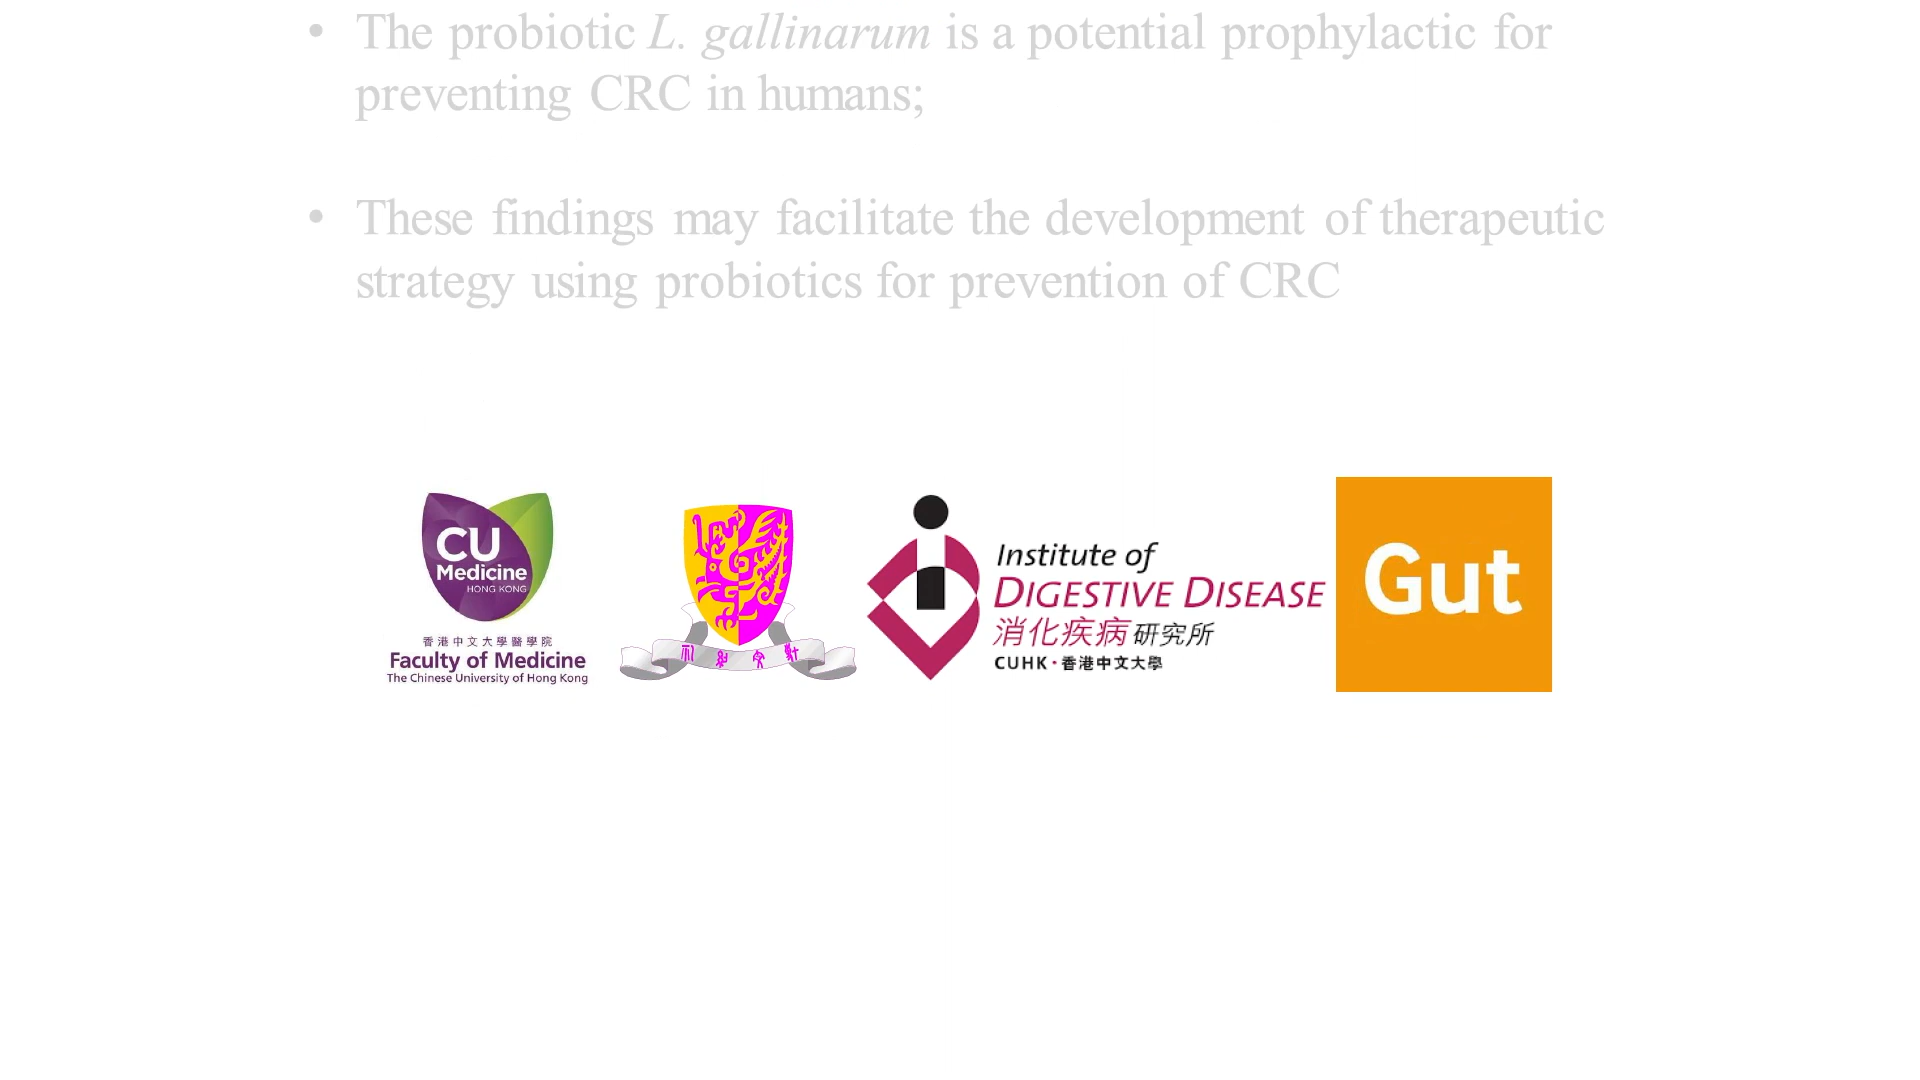 • The probiotic L. gallinarum is a potential prophylactic for
preventing CRC in humans;
• These findings may facilitate the development of therapeutic
strategy using probiotics for prevention of CRC
CU
Medicine
HONG KONG
香港中文大學醫學院
Faculty of Medicine
The Chinese University of Hong Kong
Institute of
DIGESTIVE DISEASE
消化疾病研究所
CUHK·香港中文大學
Gut